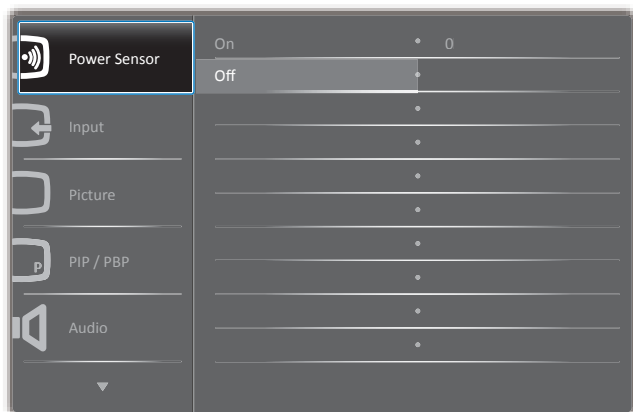 Power Sensor
On 0
Off
Input
Picture
P
PIP / PBP
Audio